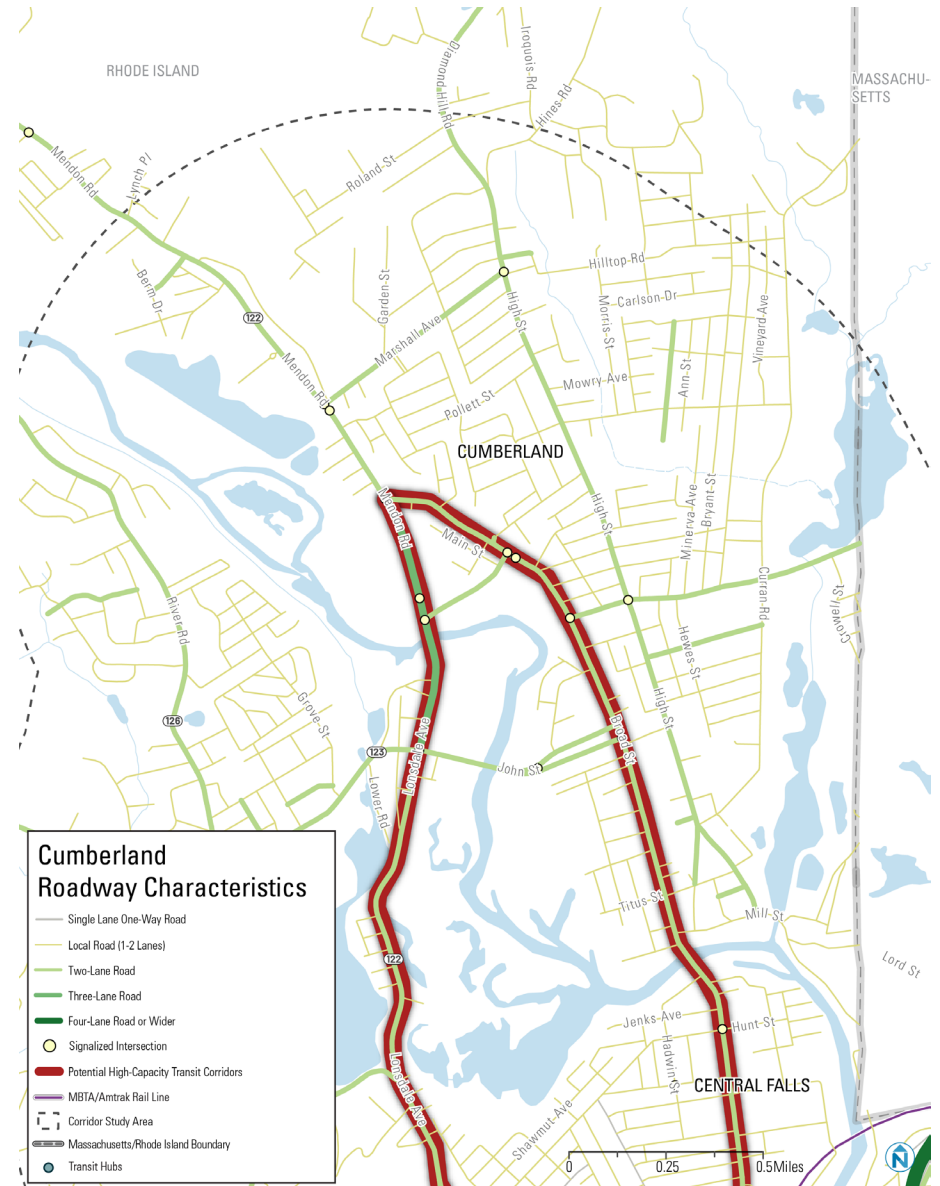 Diamond Hill Rd
Iroquois Rd
Hines Rd
RHODE ISLAND
MASSACHU-
SETTS
Mendon Rd
Lynch Pl
Roland St
Berm Dr
Garden St
Hilltop Rd
Carlson Dr
Morris St
High St
Vineyard Ave
122
Marshall Ave
Mendon Rd
Mowry Ave
Ann St
Pollett St
CUMBERLAND
Mendon Rd
Main St
High St
Minerva Ave
Bryant St
Curran Rd
Crowell St
River Rd
Hewes St
Grove St
126
High St
Broad St
123
Lonsdale Ave
John St
Lower Rd
Titus St
Mill St
122
Lord St
Jenks Ave
Hunt St
Hadwin St
Lonsdale Ave
CENTRAL FALLS
Shawmut Ave
Cumberland
Roadway Characteristics
Single Lane One-Way Road
Local Road (1-2 Lanes)
Two-Lane Road
Three-Lane Road
Four-Lane Road or Wider
Signalized Intersection
Potential High-Capacity Transit Corridors
MBTA/Amtrak Rail Line
Corridor Study Area
Massachusetts/Rhode Island Boundary
Transit Hubs
0 0.25 0.5Miles
N